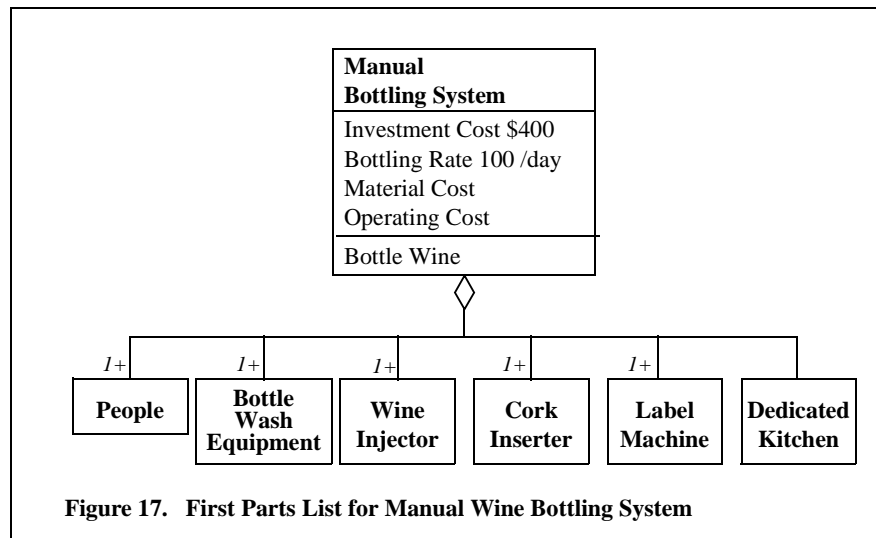 Manual
Bottling System
Investment Cost $400
Bottling Rate 100 /day
Material Cost
Operating Cost
Bottle Wine
1+ 1+ 1+ 1+ 1+
People
Bottle
Wash
Equipment
Wine
Injector
Cork
Inserter
Label
Machine
Dedicated
Kitchen
Figure 17. First Parts List for Manual Wine Bottling System